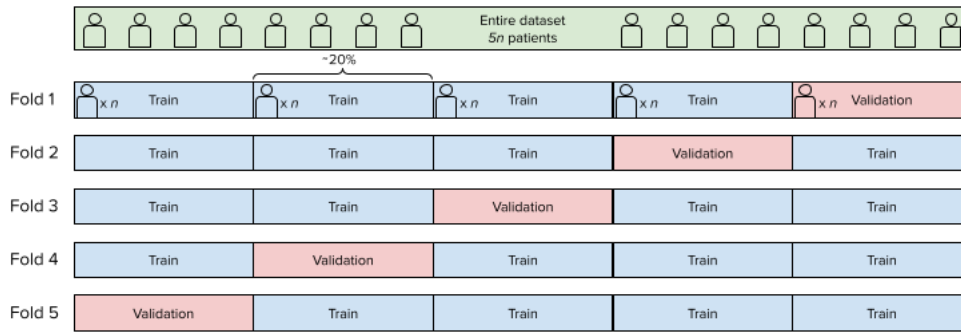 Entire dataset
5n patients
~20%
Fold 1 x n Train x n Train x n Train x n Train x n Validation
Fold 2 Train Train Train Validation Train
Fold 3 Train Train Validation Train Train
Fold 4 Train Validation Train Train Train
Fold 5 Validation Train Train Train Train